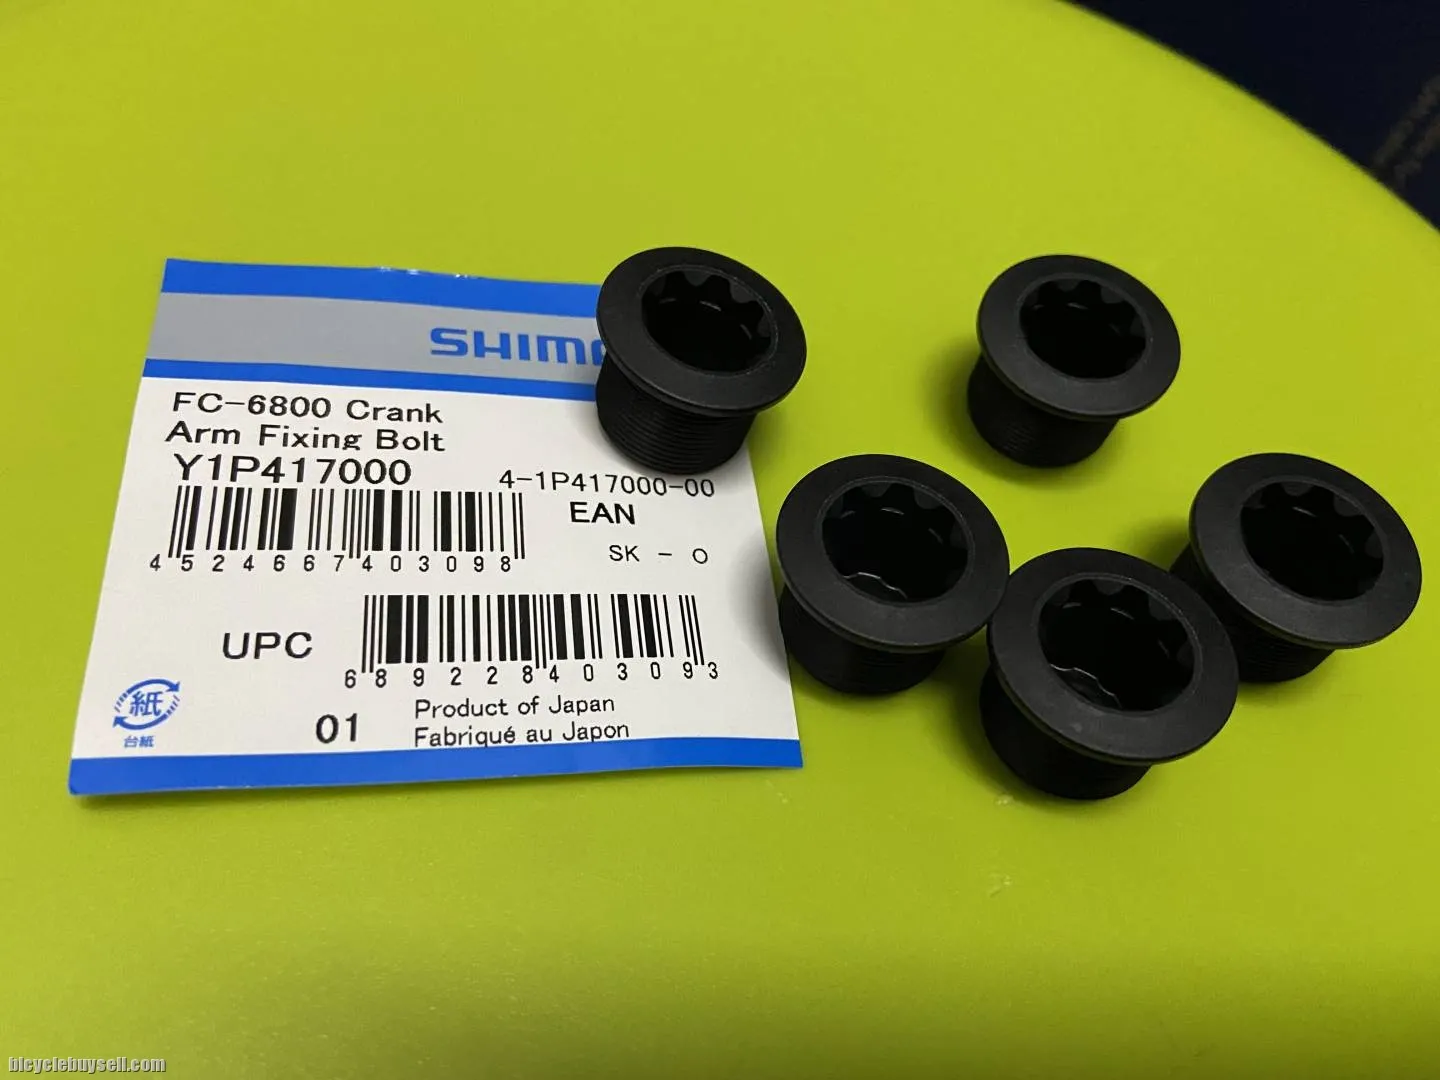 SHIM
FC-6800 Crank
Arm Fixing Bolt
Y1P417000
4-1P417000-00
EAN
4524667403098
SK - O
UPC
689228403093
紙
台紙
01
Product of Japan
Fabriqué au Japon
bicyclebuysell.com